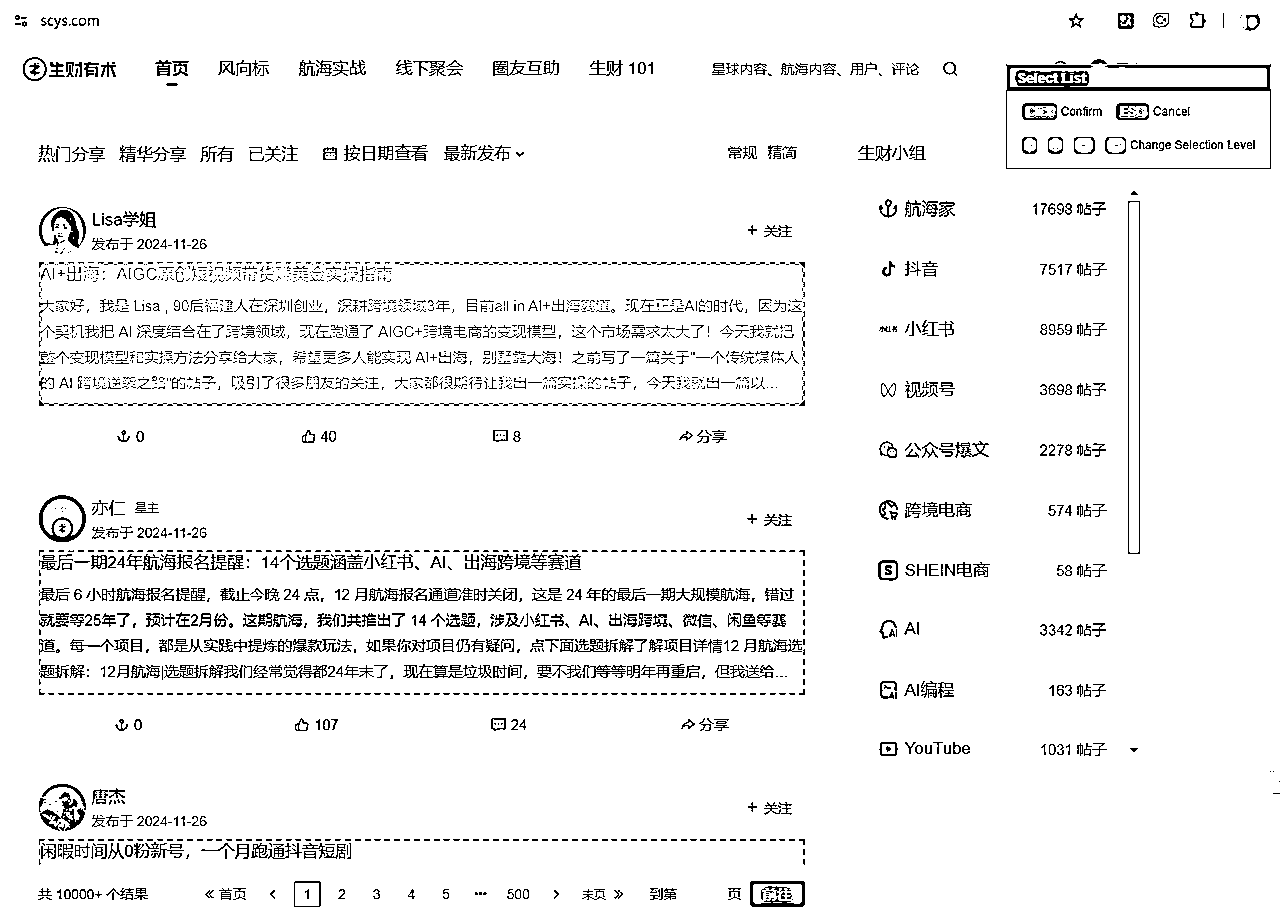 scys.com
生财有术 首页 风向标 航海实战 线下聚会 圈友互助 生财 101 星球内容、航海内容、用户、评论
Select List
Confirm Cancel
Change Selection Level
热门分享 精华分享 所有 已关注 按日期查看 最新发布 常规 精简
生财小组
航海家 17698 帖子
抖音 7517 帖子
小红书 8959 帖子
视频号 3698 帖子
公众号爆文 2278 帖子
跨境电商 574 帖子
SHEIN电商 58 帖子
AI 3342 帖子
AI编程 163 帖子
YouTube 1031 帖子
Lisa学姐
发布于 2024-11-26
+ 关注
AI+出海：AIGC原创短视频带货美金实操指南
大家好，我是 Lisa , 90后福建人在深圳创业，深耕跨境领域3年，目前all in AI+出海赛道。现在正是AI的时代，因为这
个契机我把 AI 深度结合在了跨境领域，现在跑通了 AIGC+跨境电商的变现模型，这个市场需求太大了！今天我就把
整个变现模型和实操方法分享给大家，希望更多人能实现 AI+出海，别墅靠大海！之前写了一篇关于"一个传统媒体人
的 AI 跨境逆袭之路"的帖子，吸引了很多朋友的关注，大家都很期待让我出一篇实操的帖子，今天我就出一篇以...
0 40 8 分享
亦仁 星主
发布于 2024-11-26
+ 关注
最后一期24年航海报名提醒：14个选题涵盖小红书、AI、出海跨境等赛道
最后 6 小时航海报名提醒，截止今晚 24 点，12 月航海报名通道准时关闭，这是 24 年的最后一期大规模航海，错过
就要等25年了，预计在2月份。这期航海，我们共推出了 14 个选题，涉及小红书、AI、出海跨境、微信、闲鱼等赛
道。每一个项目，都是从实践中提炼的爆款玩法，如果你对项目仍有疑问，点下面选题拆解了解项目详情12 月航海选
题拆解：12月航海|选题拆解我们经常觉得都24年末了，现在算是垃圾时间，要不我们等等明年再重启，但我送给...
0 107 24 分享
唐杰
发布于 2024-11-26
+ 关注
闲暇时间从0粉新号，一个月跑通抖音短剧
共 10000+ 个结果 « 首页 < 1 2 3 4 5 ··· 500 > 末页 » 到第 页 前往